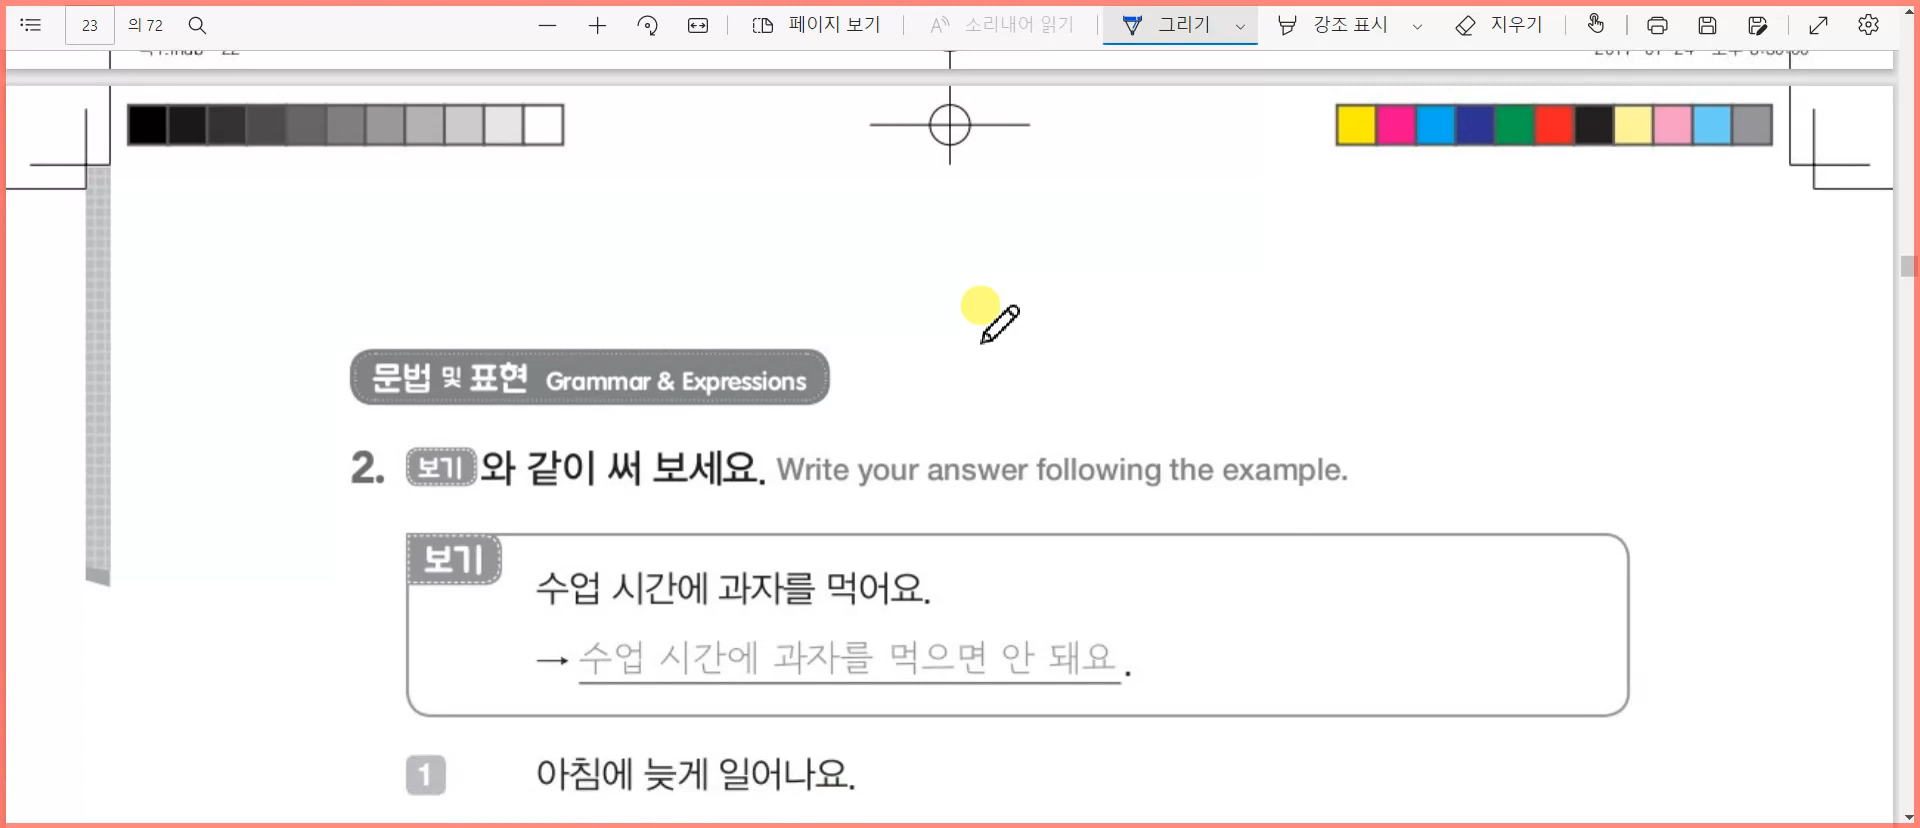 23 의 72 페이지 보기 소리내어 읽기 그리기 강조 표시 지우기
문법 및 표현 Grammar & Expressions
2. 보기 와 같이 써 보세요. Write your answer following the example.
보기
수업 시간에 과자를 먹어요.
→ 수업 시간에 과자를 먹으면 안 돼요.
1 아침에 늦게 일어나요.